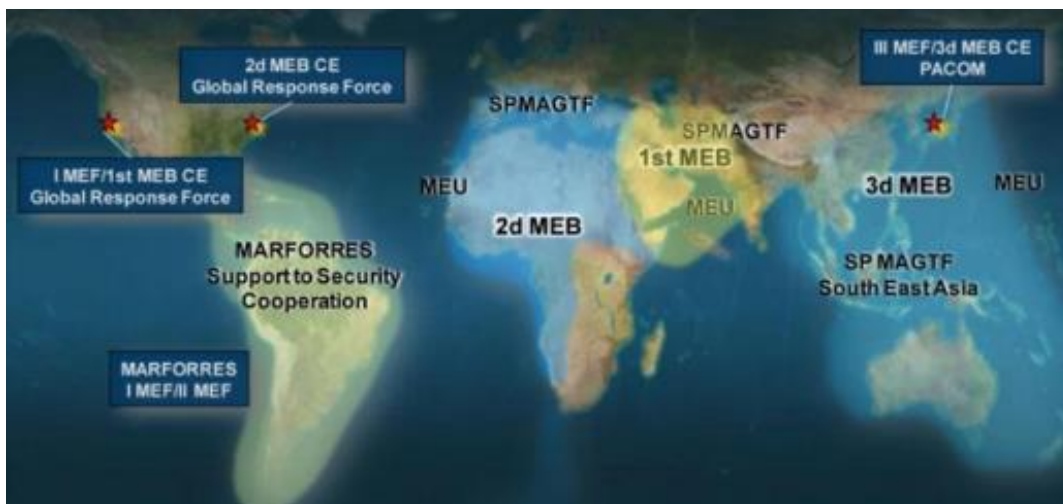 2d MEB CE
Global Response Force
III MEF/3d MEB CE
PACOM
I MEF/1st MEB CE
Global Response Force
SPMAGTF
SPMAGTF
1st MEB
MEU
MEU
2d MEB
3d MEB
MEU
MARFORRES
Support to Security
Cooperation
SP MAGTF
South East Asia
MARFORRES
I MEF/II MEF